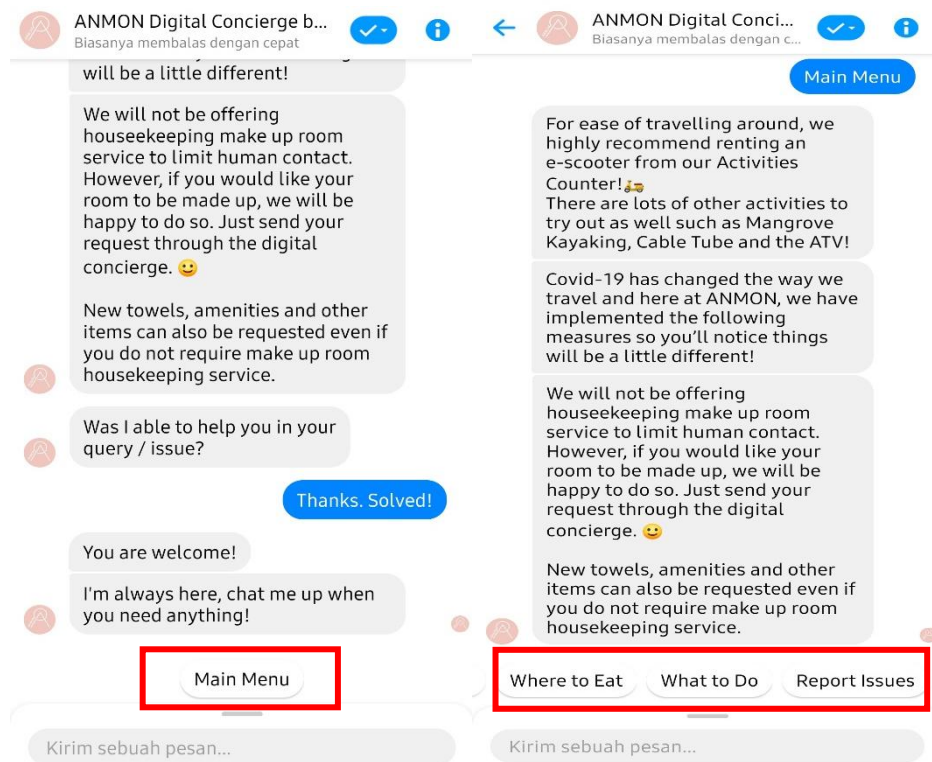 ANMON Digital Concierge b...
Biasanya membalas dengan cepat
will be a little different!
We will not be offering
houseekeeping make up room
service to limit human contact.
However, if you would like your
room to be made up, we will be
happy to do so. Just send your
request through the digital
concierge. 🙂
New towels, amenities and other
items can also be requested even if
you do not require make up room
housekeeping service.
Was I able to help you in your
query / issue?
Thanks. Solved!
You are welcome!
I'm always here, chat me up when
you need anything!
Main Menu
Kirim sebuah pesan...
ANMON Digital Conci...
Biasanya membalas dengan c...
Main Menu
For ease of travelling around, we
highly recommend renting an
e-scooter from our Activities
Counter!🛵
There are lots of other activities to
try out as well such as Mangrove
Kayaking, Cable Tube and the ATV!
Covid-19 has changed the way we
travel and here at ANMON, we have
implemented the following
measures so you'll notice things
will be a little different!
We will not be offering
houseekeeping make up room
service to limit human contact.
However, if you would like your
room to be made up, we will be
happy to do so. Just send your
request through the digital
concierge. 🙂
New towels, amenities and other
items can also be requested even if
you do not require make up room
housekeeping service.
Where to Eat
What to Do
Report Issues
Kirim sebuah pesan...